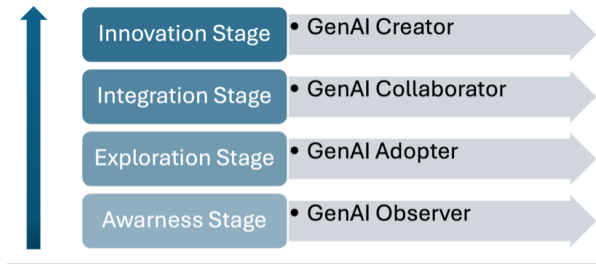 Innovation Stage
• GenAI Creator
Integration Stage
• GenAI Collaborator
Exploration Stage
• GenAI Adopter
Awarness Stage
• GenAI Observer